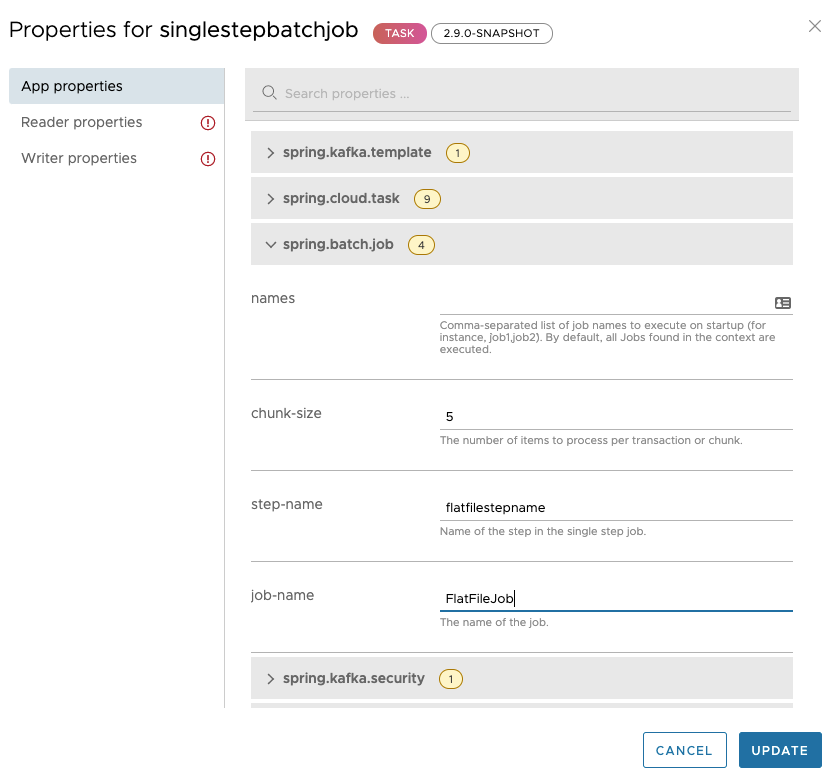 Properties for singlestepbatchjob TASK 2.9.0-SNAPSHOT
App properties
Reader properties
Writer properties
Search properties ...
spring.kafka.template 1
spring.cloud.task 9
spring.batch.job 4
names
Comma-separated list of job names to execute on startup (for
instance, job1,job2). By default, all Jobs found in the context are
executed.
chunk-size 5
The number of items to process per transaction or chunk.
step-name flatfilestepname
Name of the step in the single step job.
job-name FlatFileJob
The name of the job.
spring.kafka.security 1
CANCEL UPDATE